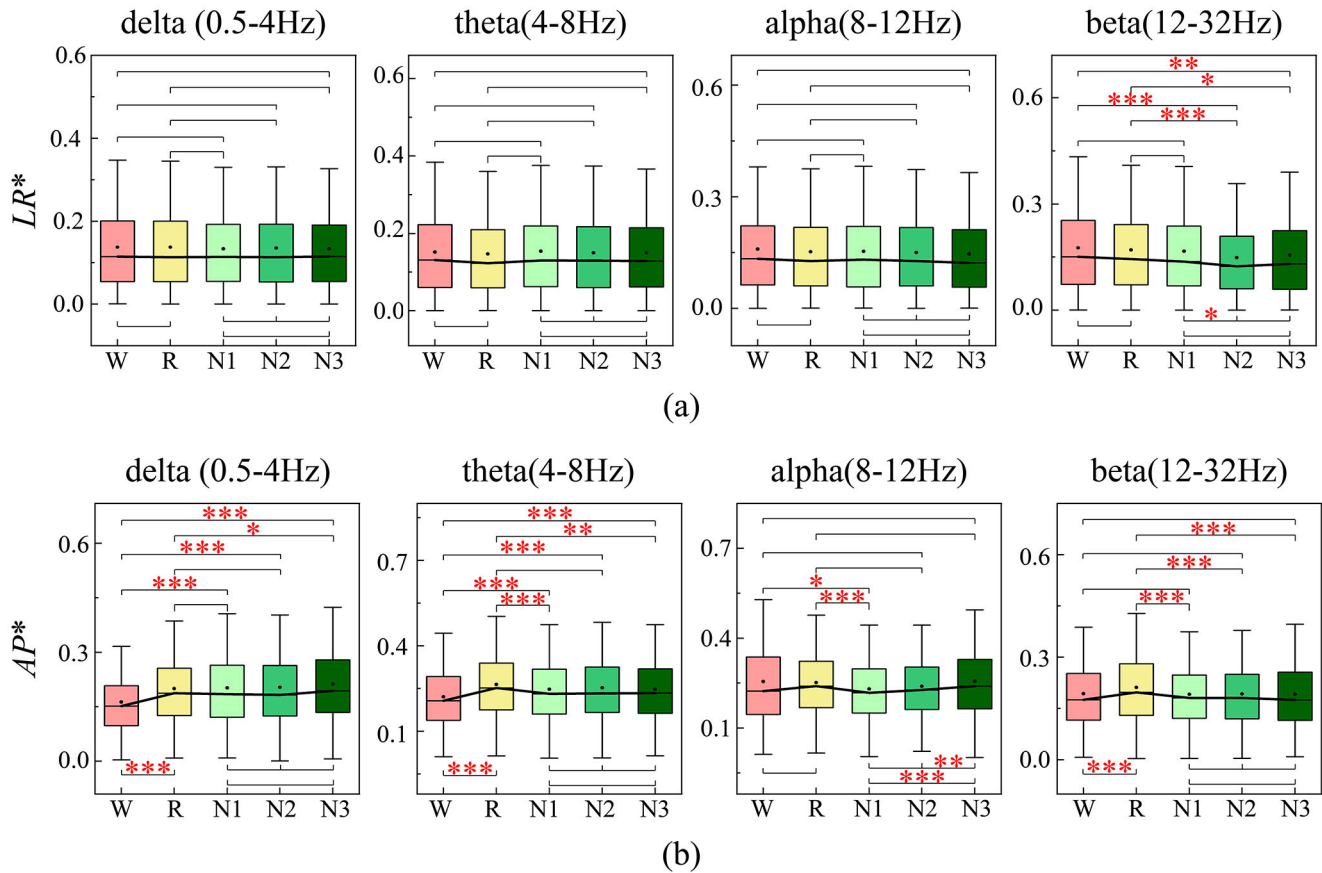 delta (0.5-4Hz) theta(4-8Hz) alpha(8-12Hz) beta(12-32Hz)
LR*
0.6 0.4 0.2 0.0
W R N1 N2 N3
0.6 0.4 0.2 0.0
W R N1 N2 N3
0.6 0.3 0.0
W R N1 N2 N3
0.6 0.3 0.0
** * *** *** *
W R N1 N2 N3
(a)
delta (0.5-4Hz) theta(4-8Hz) alpha(8-12Hz) beta(12-32Hz)
AP*
0.6 0.3 0.0
*** * *** *** ***
W R N1 N2 N3
0.7 0.4 0.1
*** ** *** *** *** ***
W R N1 N2 N3
0.7 0.4 0.1
* *** ** ***
W R N1 N2 N3
0.6 0.3 0.0
*** *** *** ***
W R N1 N2 N3
(b)